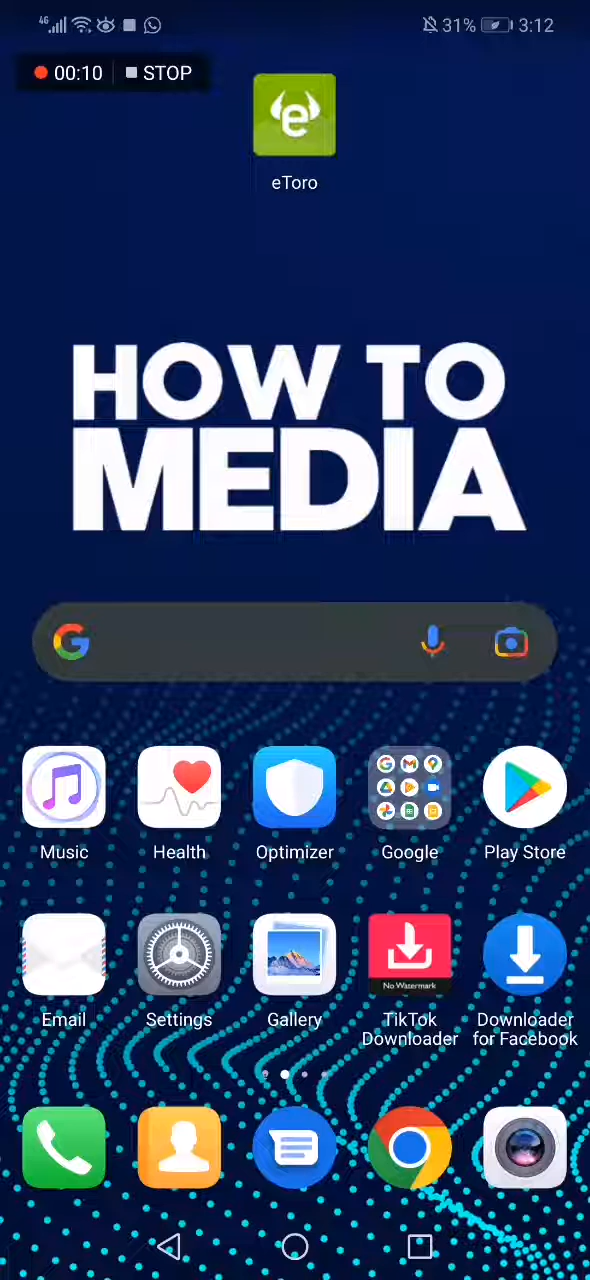 4G
31%
3:12
00:10
STOP
e
eToro
HOW TO
MEDIA
Music
Health
Optimizer
Google
Play Store
No Watermark
Email
Settings
Gallery
TikTok
Downloader
Downloader
for Facebook